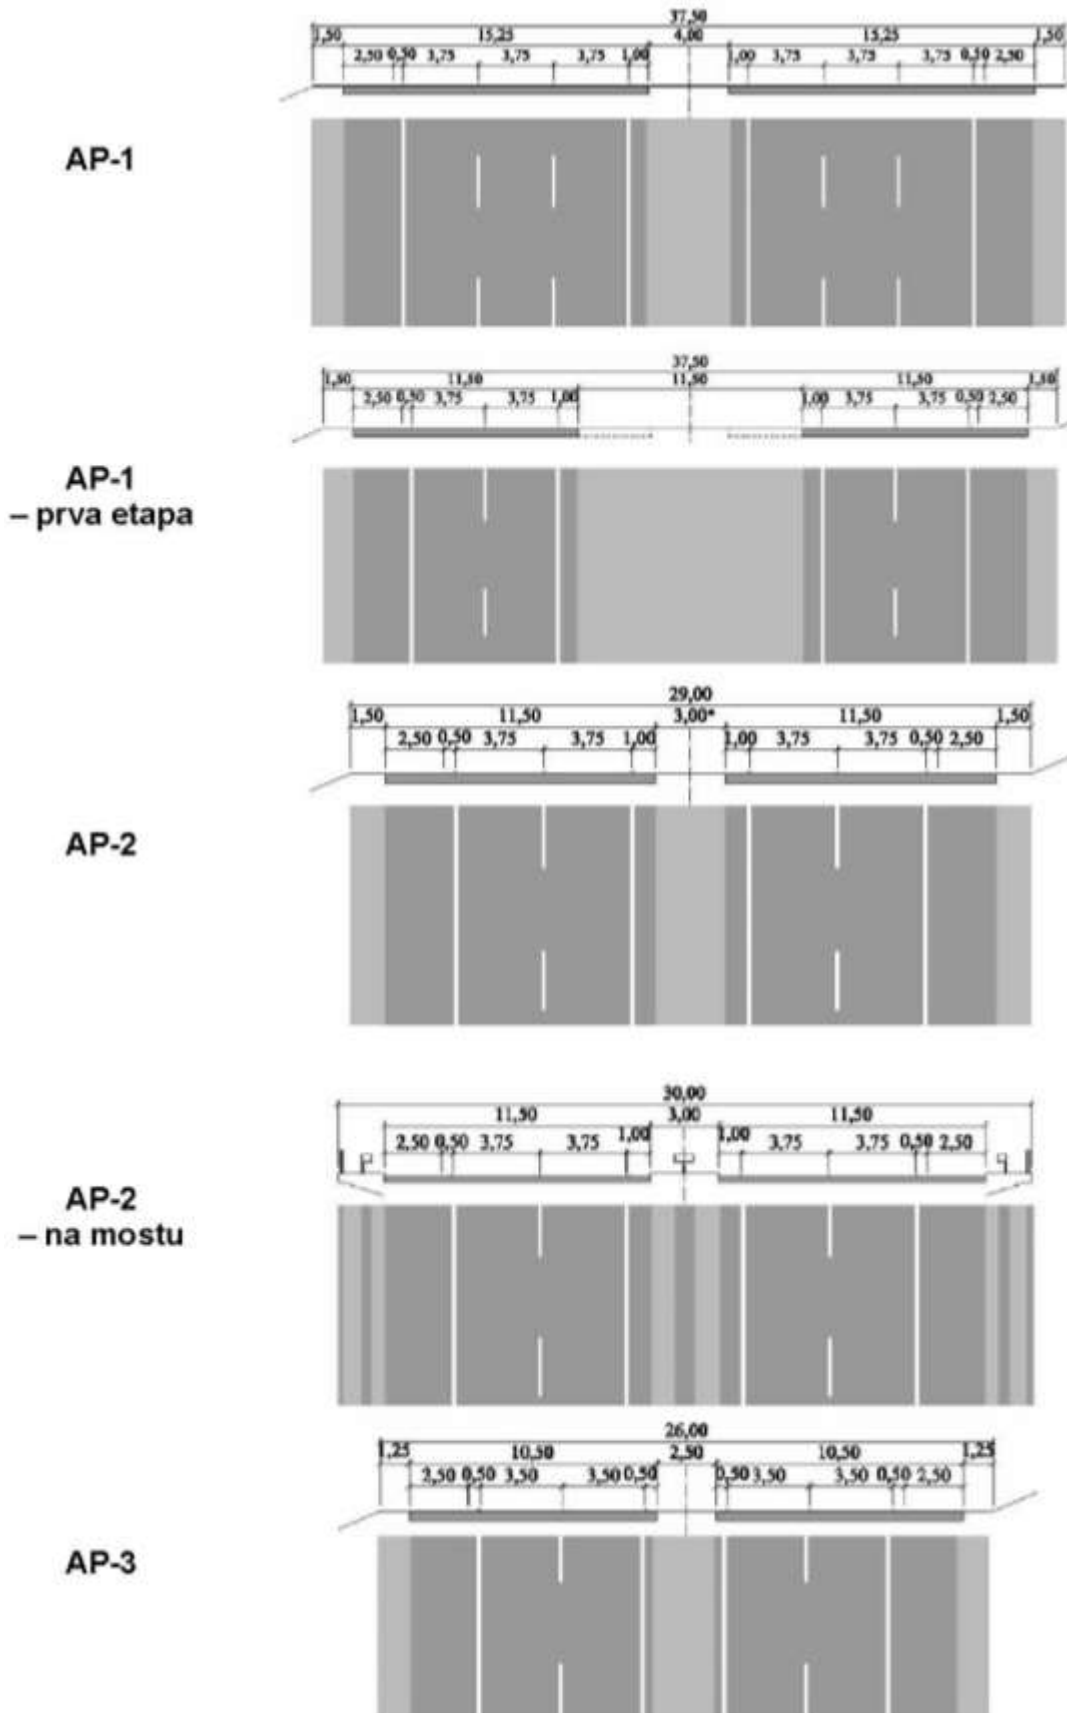 37,50
1,50 15,25 4,00 15,25 1,50
2,50 0,50 3,75 3,75 3,75 1,00 1,00 3,75 3,75 3,75 0,50 2,50
AP-1
37,50
1,50 11,50 11,50 11,50 1,50
2,50 0,50 3,75 3,75 1,00 1,00 3,75 3,75 0,50 2,50
AP-1
– prva etapa
29,00
1,50 11,50 3,00* 11,50 1,50
2,50 0,50 3,75 3,75 1,00 1,00 3,75 3,75 0,50 2,50
AP-2
30,00
11,50 3,00 11,50
2,50 0,50 3,75 3,75 1,00 1,00 3,75 3,75 0,50 2,50
AP-2
– na mostu
26,00
1,25 10,50 2,50 10,50 1,25
2,50 0,50 3,50 3,50 0,50 0,50 3,50 3,50 0,50 2,50
AP-3